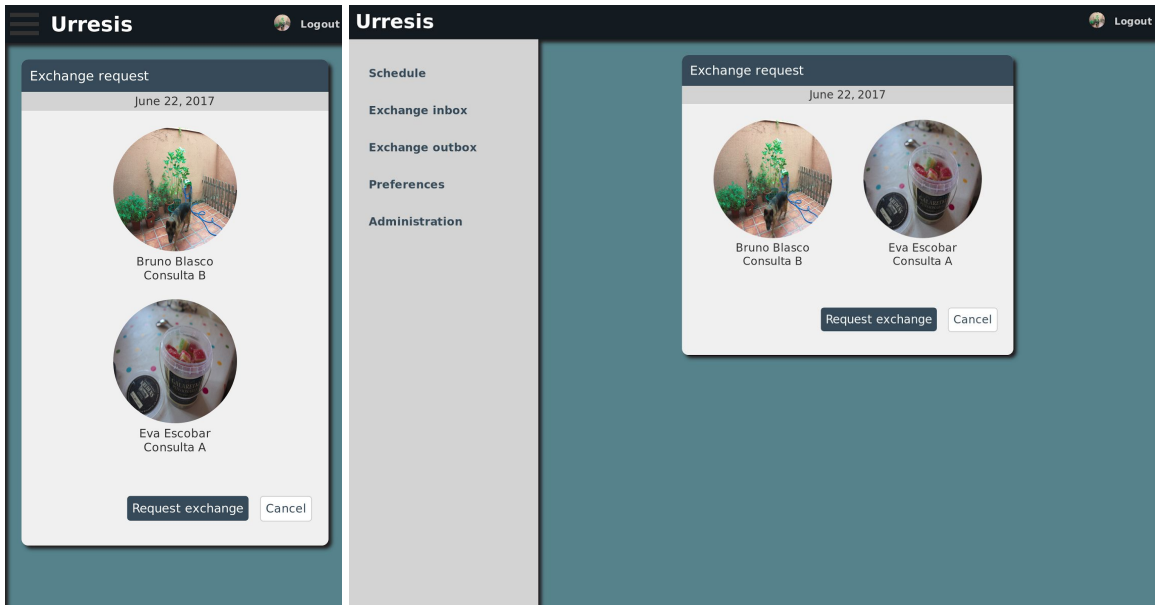 Urresis
Logout
Exchange request
June 22, 2017
Bruno Blasco
Consulta B
Eva Escobar
Consulta A
Request exchange
Cancel
Urresis
Logout
Schedule
Exchange inbox
Exchange outbox
Preferences
Administration
Exchange request
June 22, 2017
Bruno Blasco
Consulta B
Eva Escobar
Consulta A
Request exchange
Cancel